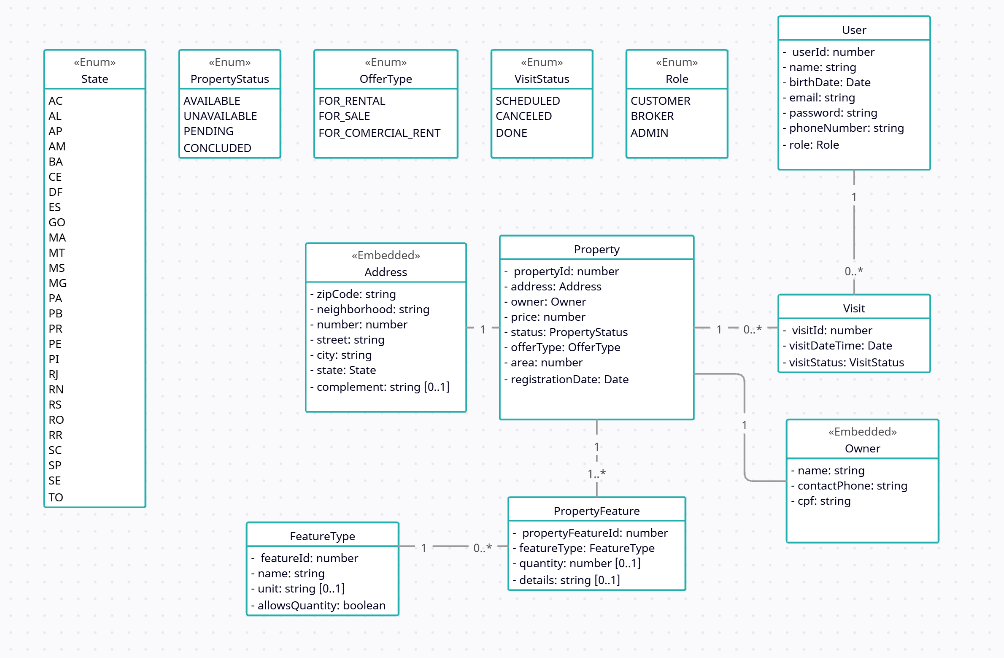 «Enum»
State
AC
AL
AP
AM
BA
CE
DF
ES
GO
MA
MT
MS
MG
PA
PB
PR
PE
PI
RJ
RN
RS
RO
RR
SC
SP
SE
TO
«Enum»
PropertyStatus
AVAILABLE
UNAVAILABLE
PENDING
CONCLUDED
«Enum»
OfferType
FOR_RENTAL
FOR_SALE
FOR_COMERCIAL_RENT
«Enum»
VisitStatus
SCHEDULED
CANCELED
DONE
«Enum»
Role
CUSTOMER
BROKER
ADMIN
User
- userId: number
- name: string
- birthDate: Date
- email: string
- password: string
- phoneNumber: string
- role: Role
1
0..*
«Embedded»
Address
- zipCode: string
- neighborhood: string
- number: number
- street: string
- city: string
- state: State
- complement: string [0..1]
1
Property
- propertyId: number
- address: Address
- owner: Owner
- price: number
- status: PropertyStatus
- offerType: OfferType
- area: number
- registrationDate: Date
1
0..*
Visit
- visitId: number
- visitDateTime: Date
- visitStatus: VisitStatus
1
«Embedded»
Owner
- name: string
- contactPhone: string
- cpf: string
1
1..*
PropertyFeature
- propertyFeatureId: number
- featureType: FeatureType
- quantity: number [0..1]
- details: string [0..1]
1
0..*
FeatureType
- featureId: number
- name: string
- unit: string [0..1]
- allowsQuantity: boolean